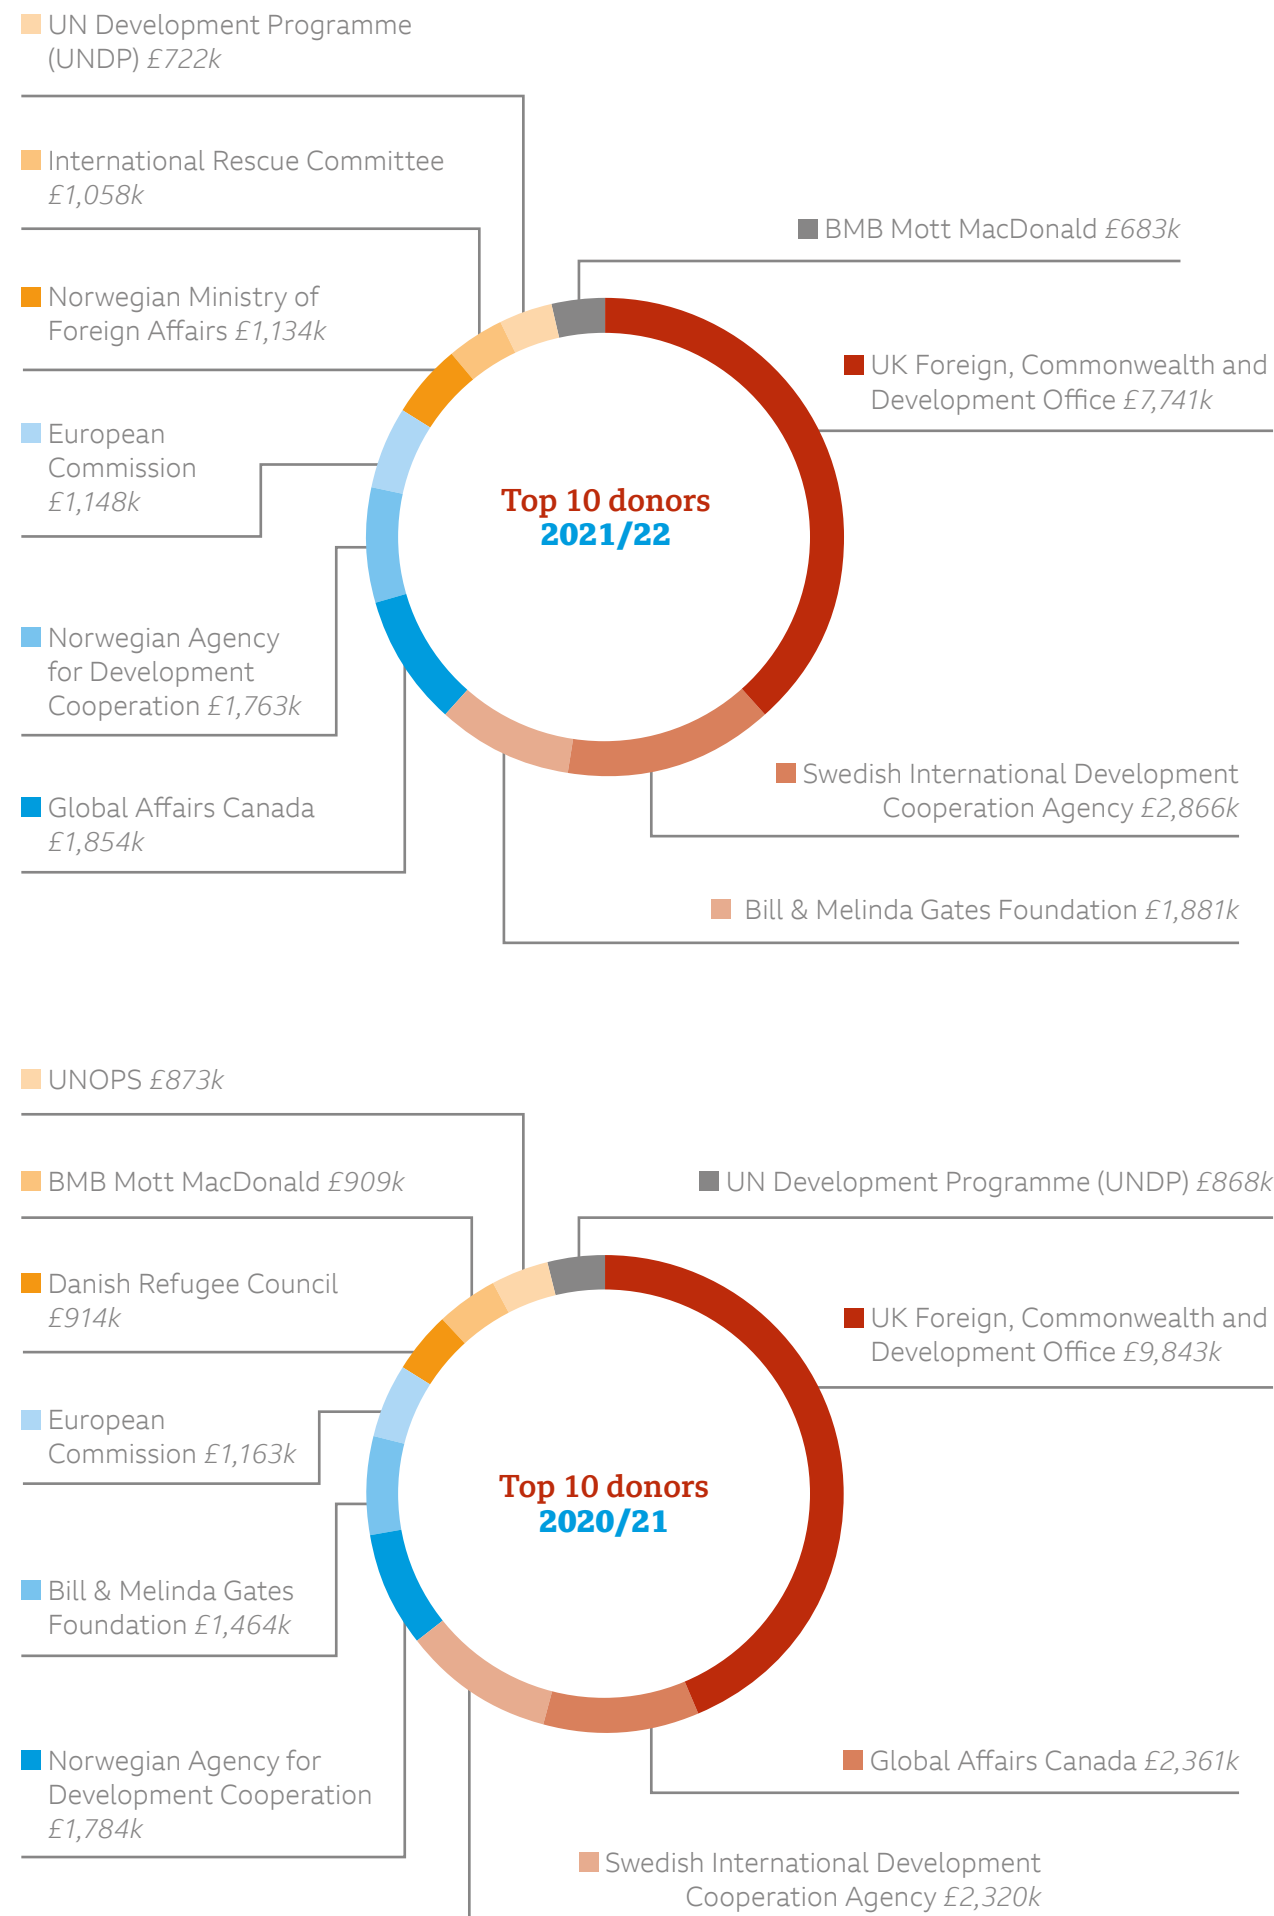 UN Development Programme
(UNDP) £722k
International Rescue Committee
£1,058k
BMB Mott MacDonald £683k
Norwegian Ministry of
Foreign Affairs £1,134k
UK Foreign, Commonwealth and
Development Office £7,741k
European
Commission
£1,148k
Top 10 donors
2021/22
Norwegian Agency
for Development
Cooperation £1,763k
Swedish International Development
Cooperation Agency £2,866k
Global Affairs Canada
£1,854k
Bill & Melinda Gates Foundation £1,881k
UNOPS £873k
BMB Mott MacDonald £909k
UN Development Programme (UNDP) £868k
Danish Refugee Council
£914k
UK Foreign, Commonwealth and
Development Office £9,843k
European
Commission £1,163k
Top 10 donors
2020/21
Bill & Melinda Gates
Foundation £1,464k
Norwegian Agency for
Development Cooperation
£1,784k
Global Affairs Canada £2,361k
Swedish International Development
Cooperation Agency £2,320k